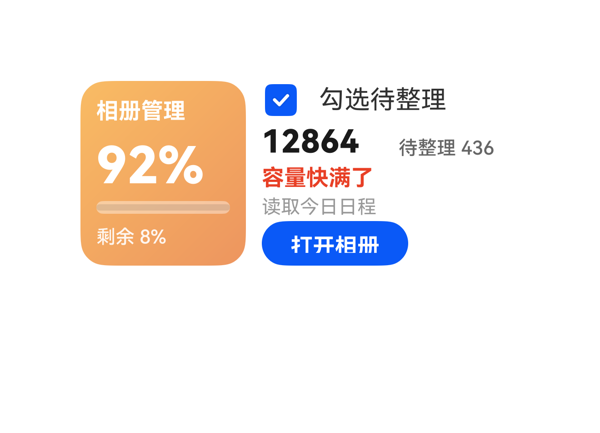 相册管理
92%
剩余 8%
勾选待整理
12864
待整理 436
容量快满了
读取今日日程
打开相册